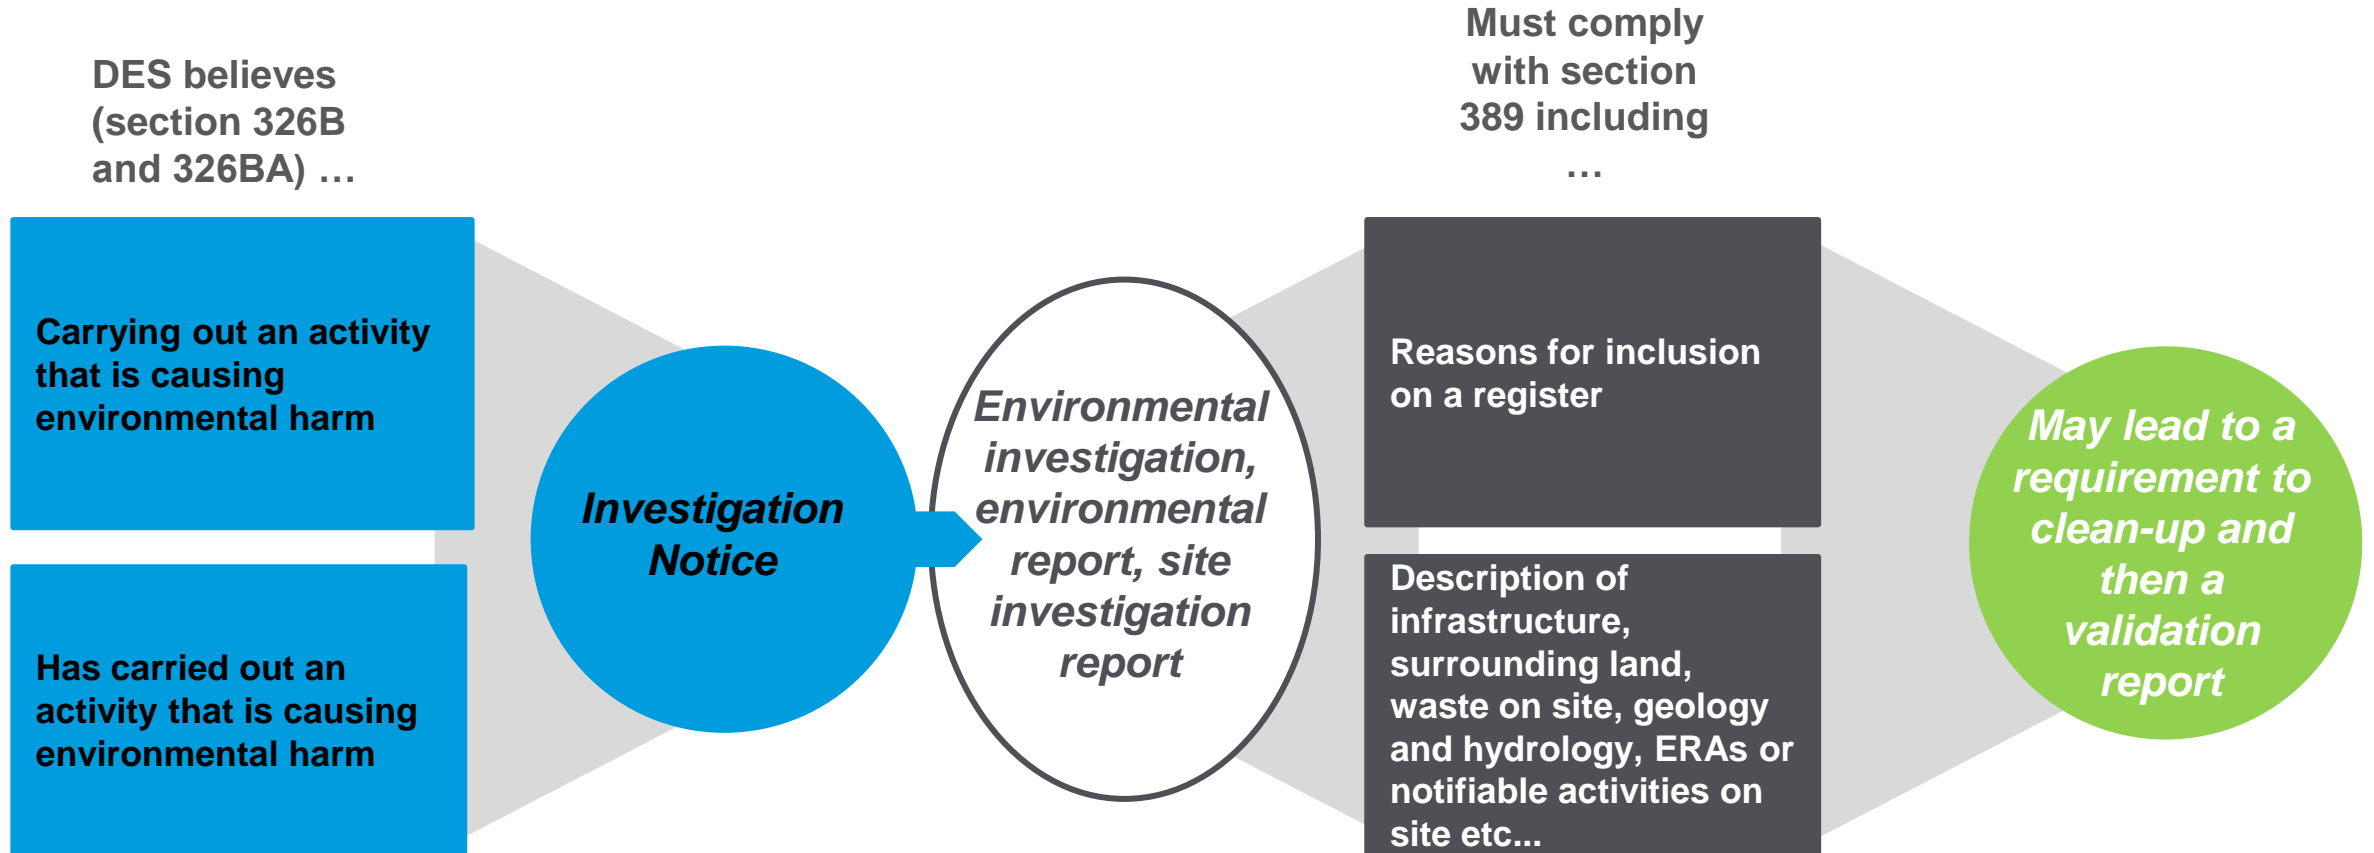 DES believes
(section 326B
and 326BA) …
Carrying out an activity
that is causing
environmental harm
Has carried out an
activity that is causing
environmental harm
Investigation
Notice
Environmental
investigation,
environmental
report, site
investigation
report
Must comply
with section
389 including
…
Reasons for inclusion
on a register
Description of
infrastructure,
surrounding land,
waste on site, geology
and hydrology, ERAs or
notifiable activities on
site etc...
May lead to a
requirement to
clean-up and
then a
validation
report